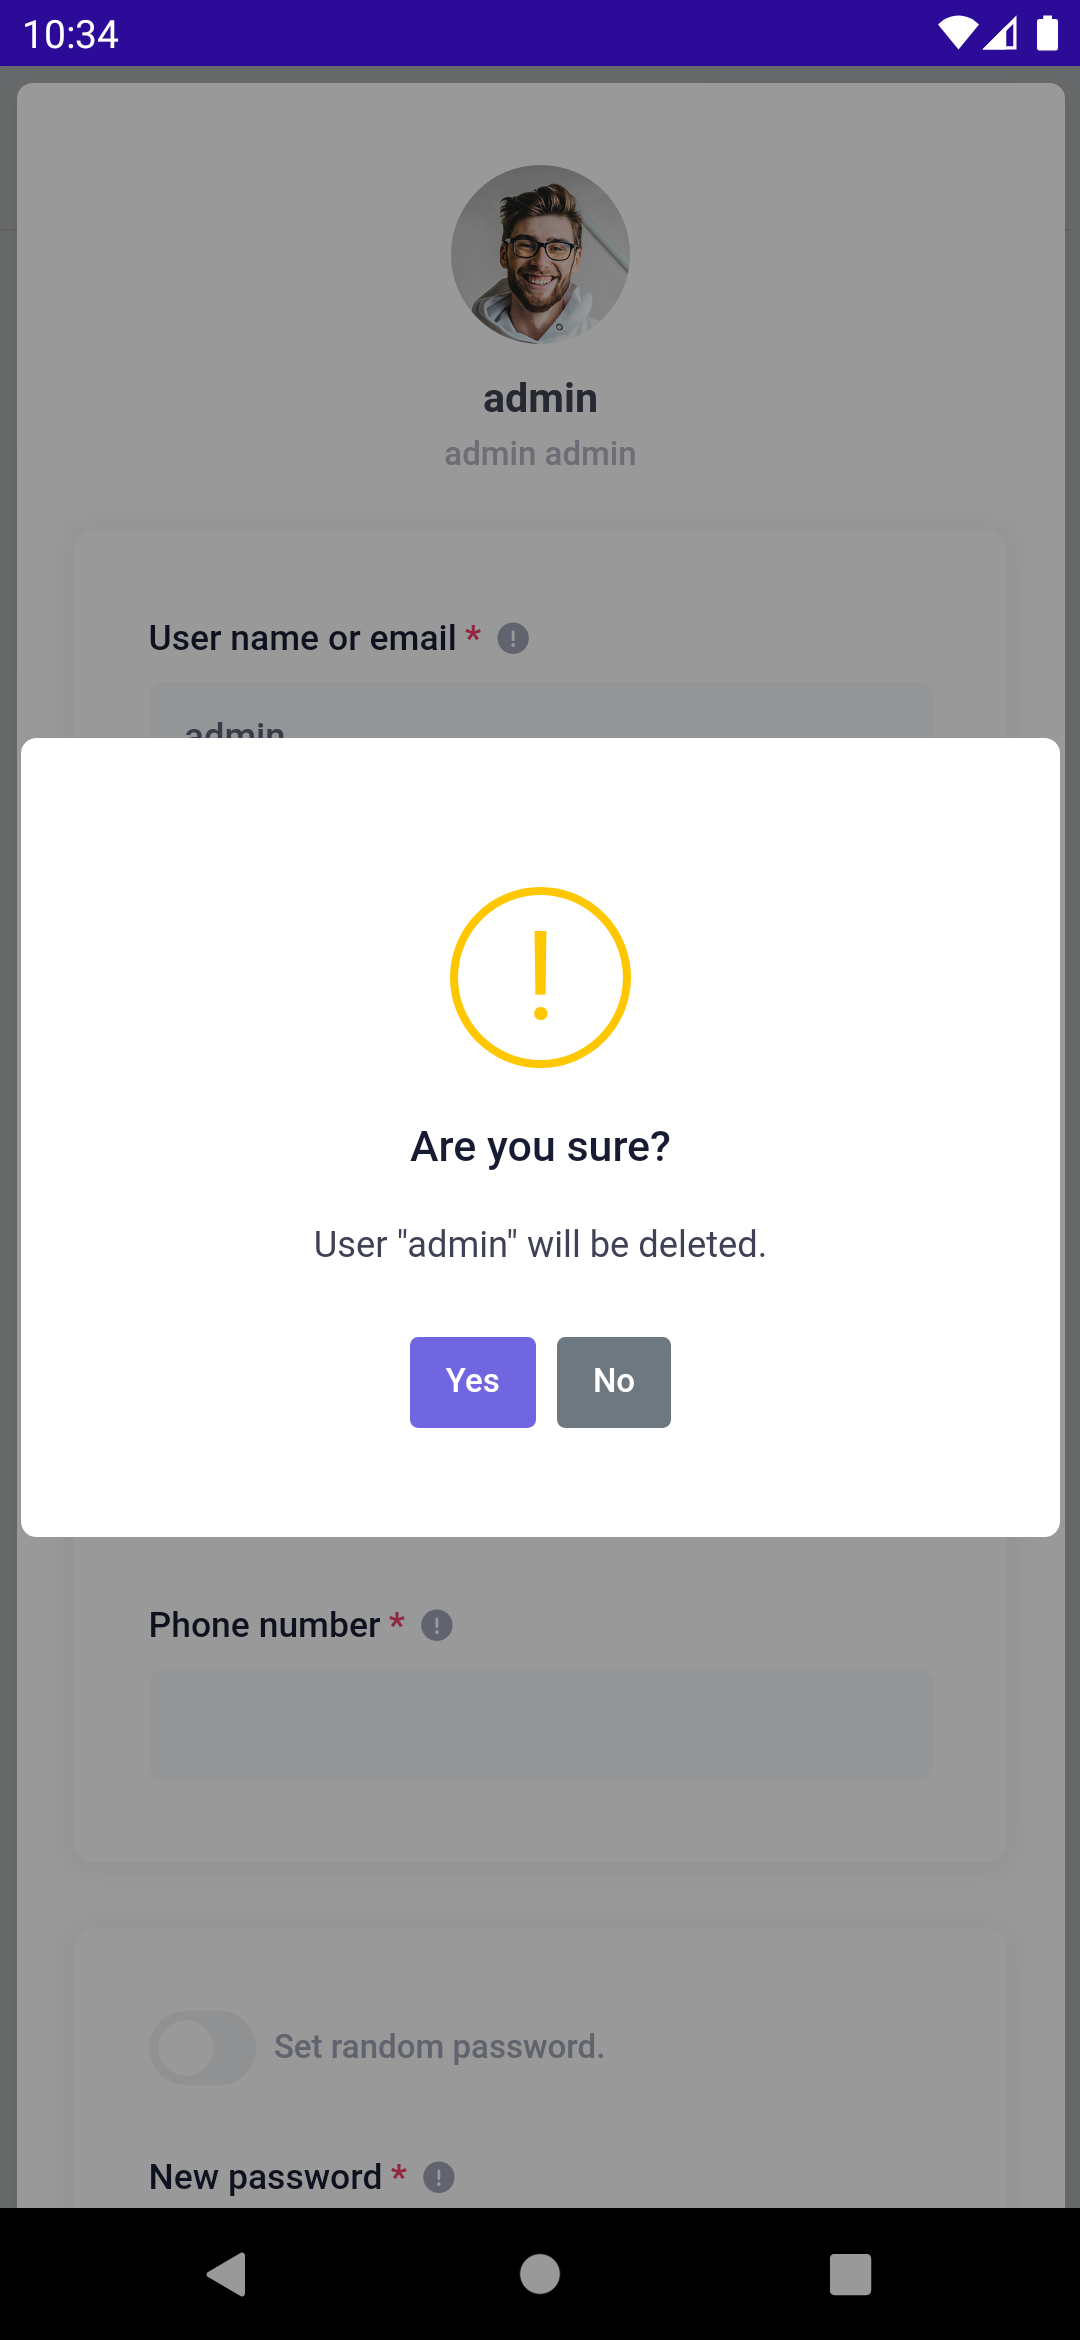 10:34
admin
admin admin
User name or email *
admin
Are you sure?
User "admin" will be deleted.
Yes
No
Phone number *
Set random password.
New password *